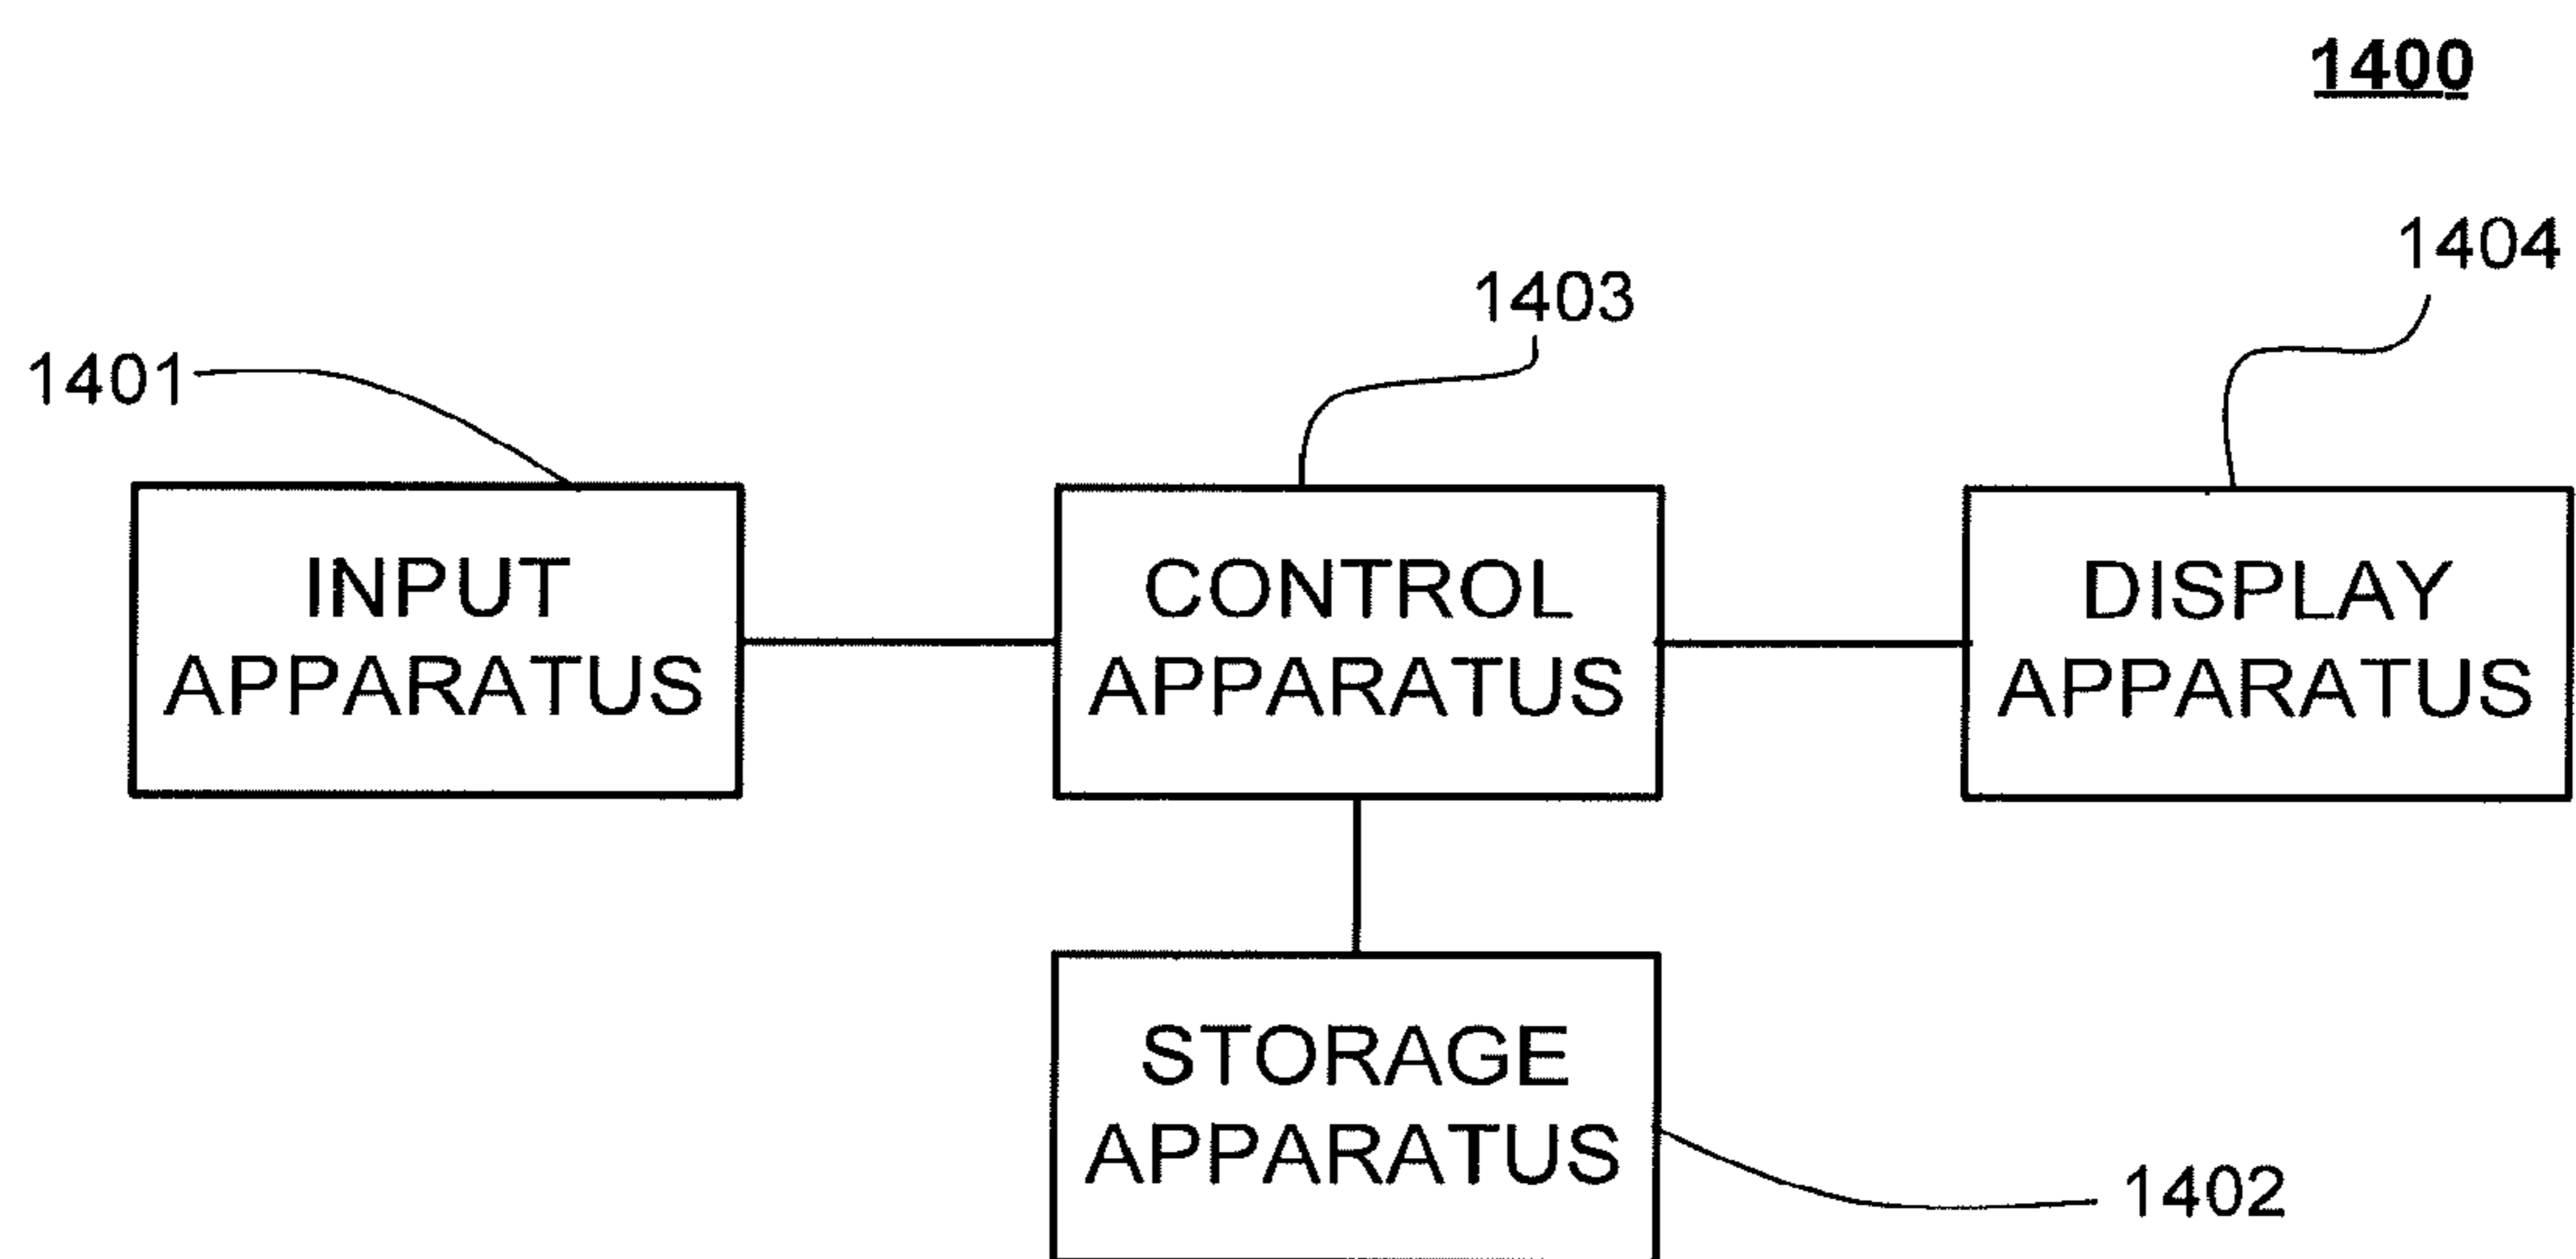 1400
1404
1403
1401
INPUT
APPARATUS
CONTROL
APPARATUS
DISPLAY
APPARATUS
STORAGE
APPARATUS
1402